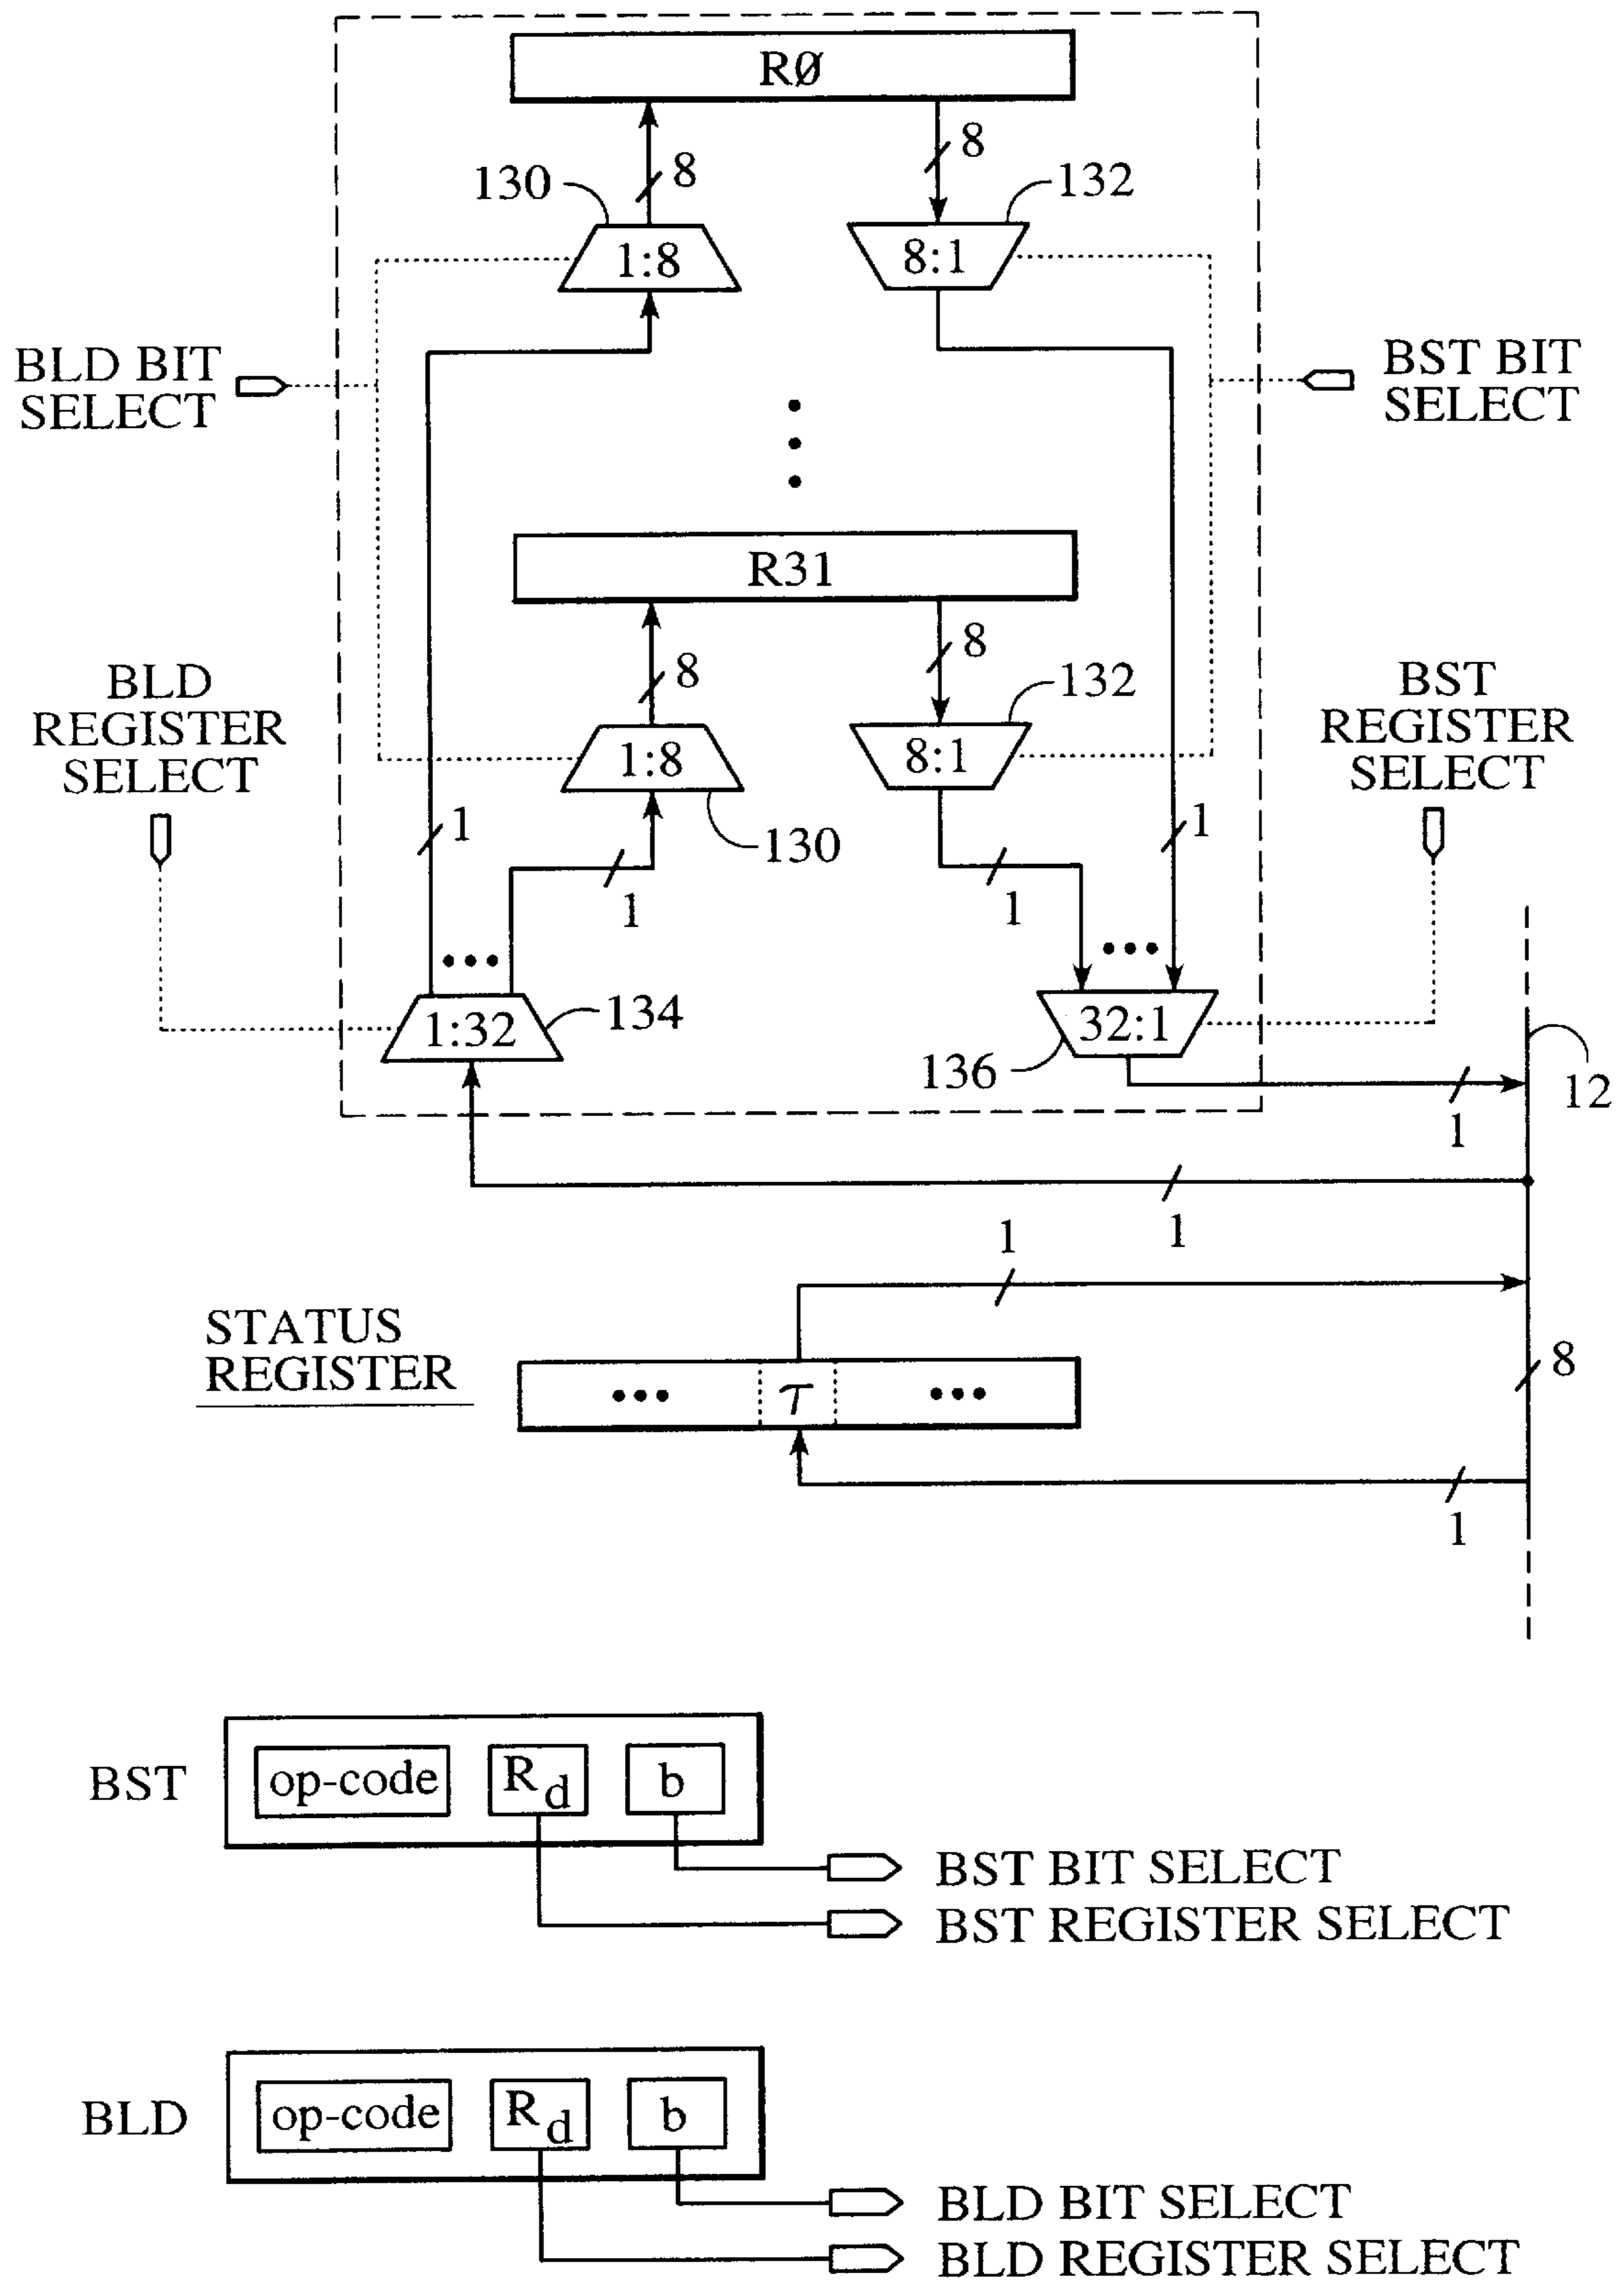 RØ
8
8
130
132
1:8
8:1
BLD BIT
SELECT
BST BIT
SELECT
R31
8
8
132
BLD
REGISTER
SELECT
BST
REGISTER
SELECT
1:8
8:1
1
1
130
1
1
1:32
134
32:1
136
12
1
1
1
STATUS
REGISTER
8
T
1
BST
op-code
Rd
b
BST BIT SELECT
BST REGISTER SELECT
BLD
op-code
Rd
b
BLD BIT SELECT
BLD REGISTER SELECT